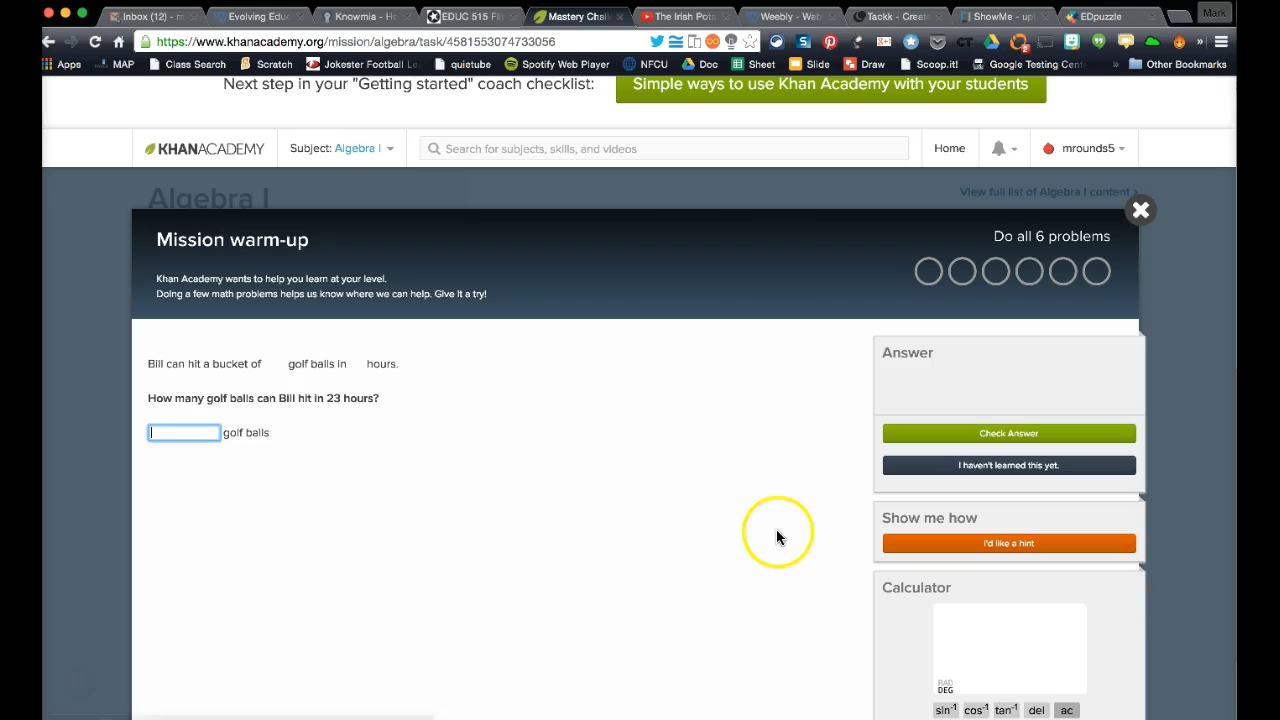 Inbox (12) - m
Evolving Edu
Knowmia - Ho
EDUC 515 F
Mastery Chal
The Irish Pota
Weebly - Web
Tackk - Creat
ShowMe - upl
EDpuzzle
Mark
https://www.khanacademy.org/mission/algebra/task/4581553074733056
Apps
MAP
Class Search
Scratch
Jokester Football Le
quietube
Spotify Web Player
NFCU
Doc
Sheet
Slide
Draw
Scoop.it!
Google Testing Cent
Other Bookmarks
Next step in your "Getting started" coach checklist:
Simple ways to use Khan Academy with your students
KHANACADEMY
Subject: Algebra I
Search for subjects, skills, and videos
Home
mrounds5
Algebra I
View full list of Algebra I content
Mission warm-up
Do all 6 problems
Khan Academy wants to help you learn at your level.
Doing a few math problems helps us know where we can help. Give it a try!
Bill can hit a bucket of golf balls in hours.
How many golf balls can Bill hit in 23 hours?
golf balls
Answer
Check Answer
I haven't learned this yet.
Show me how
I'd like a hint
Calculator
RAD
DEG
sin-1 cos-1 tan-1 del ac